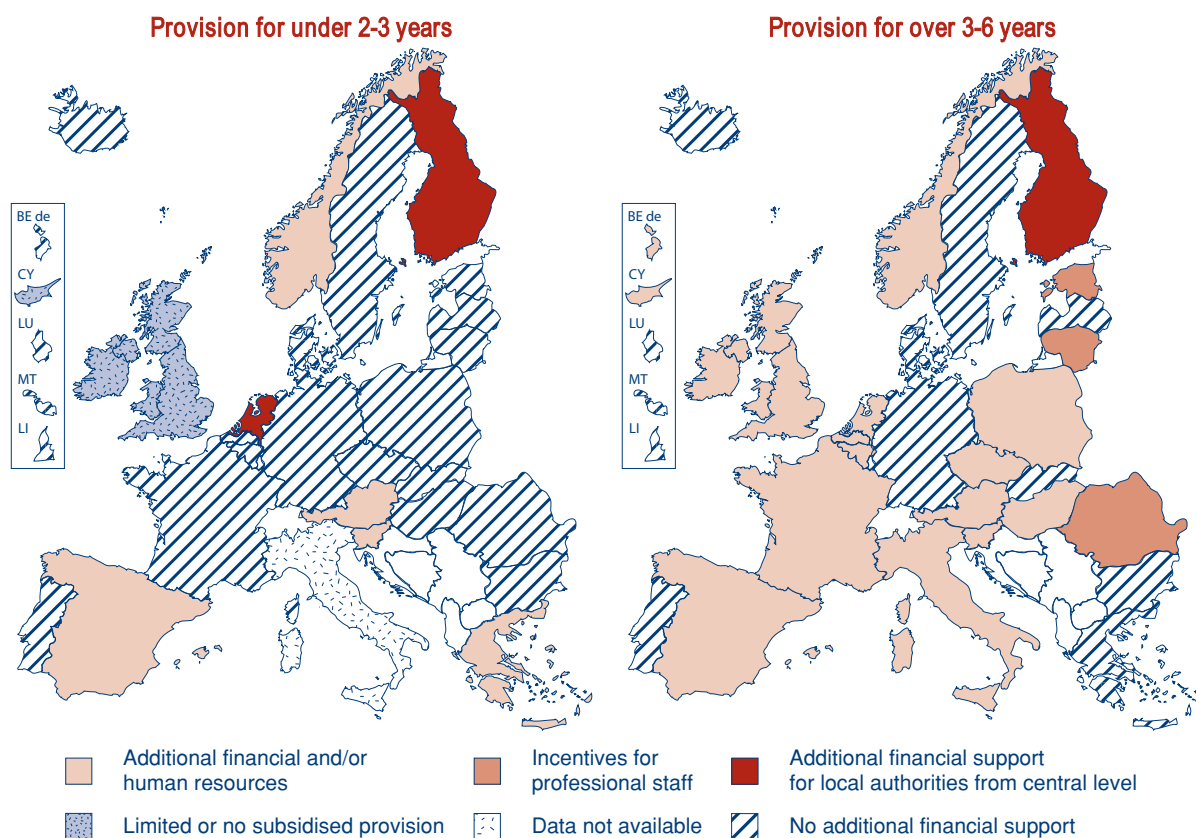 Provision for under 2-3 years
Provision for over 3-6 years
BE de
CY
LU
MT
LI
BE de
CY
LU
MT
LI
Additional financial and/or
human resources
Incentives for
professional staff
Additional financial support
for local authorities from central level
Limited or no subsidised provision
Data not available
No additional financial support